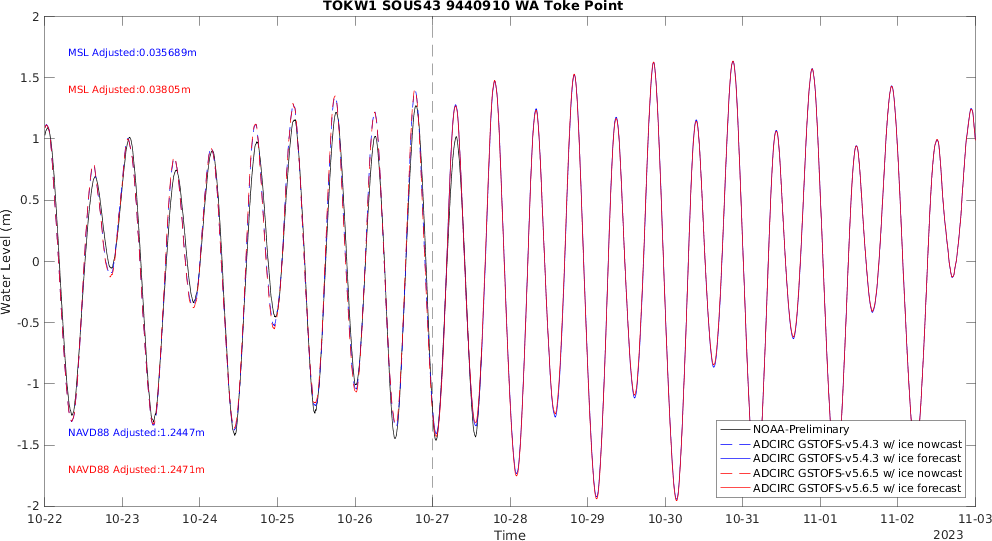 TOKW1 SOUS43 9440910 WA Toke Point
2
1.5
1
0.5
0
-0.5
-1
-1.5
-2
Water Level (m)
MSL Adjusted:0.035689m
MSL Adjusted:0.03805m
NAVD88 Adjusted:1.2447m
NAVD88 Adjusted:1.2471m
NOAA-Preliminary
ADCIRC GSTOFS-v5.4.3 w/ ice nowcast
ADCIRC GSTOFS-v5.4.3 w/ ice forecast
ADCIRC GSTOFS-v5.6.5 w/ ice nowcast
ADCIRC GSTOFS-v5.6.5 w/ ice forecast
10-22 10-23 10-24 10-25 10-26 10-27 10-28 10-29 10-30 10-31 11-01 11-02 11-03
Time
2023